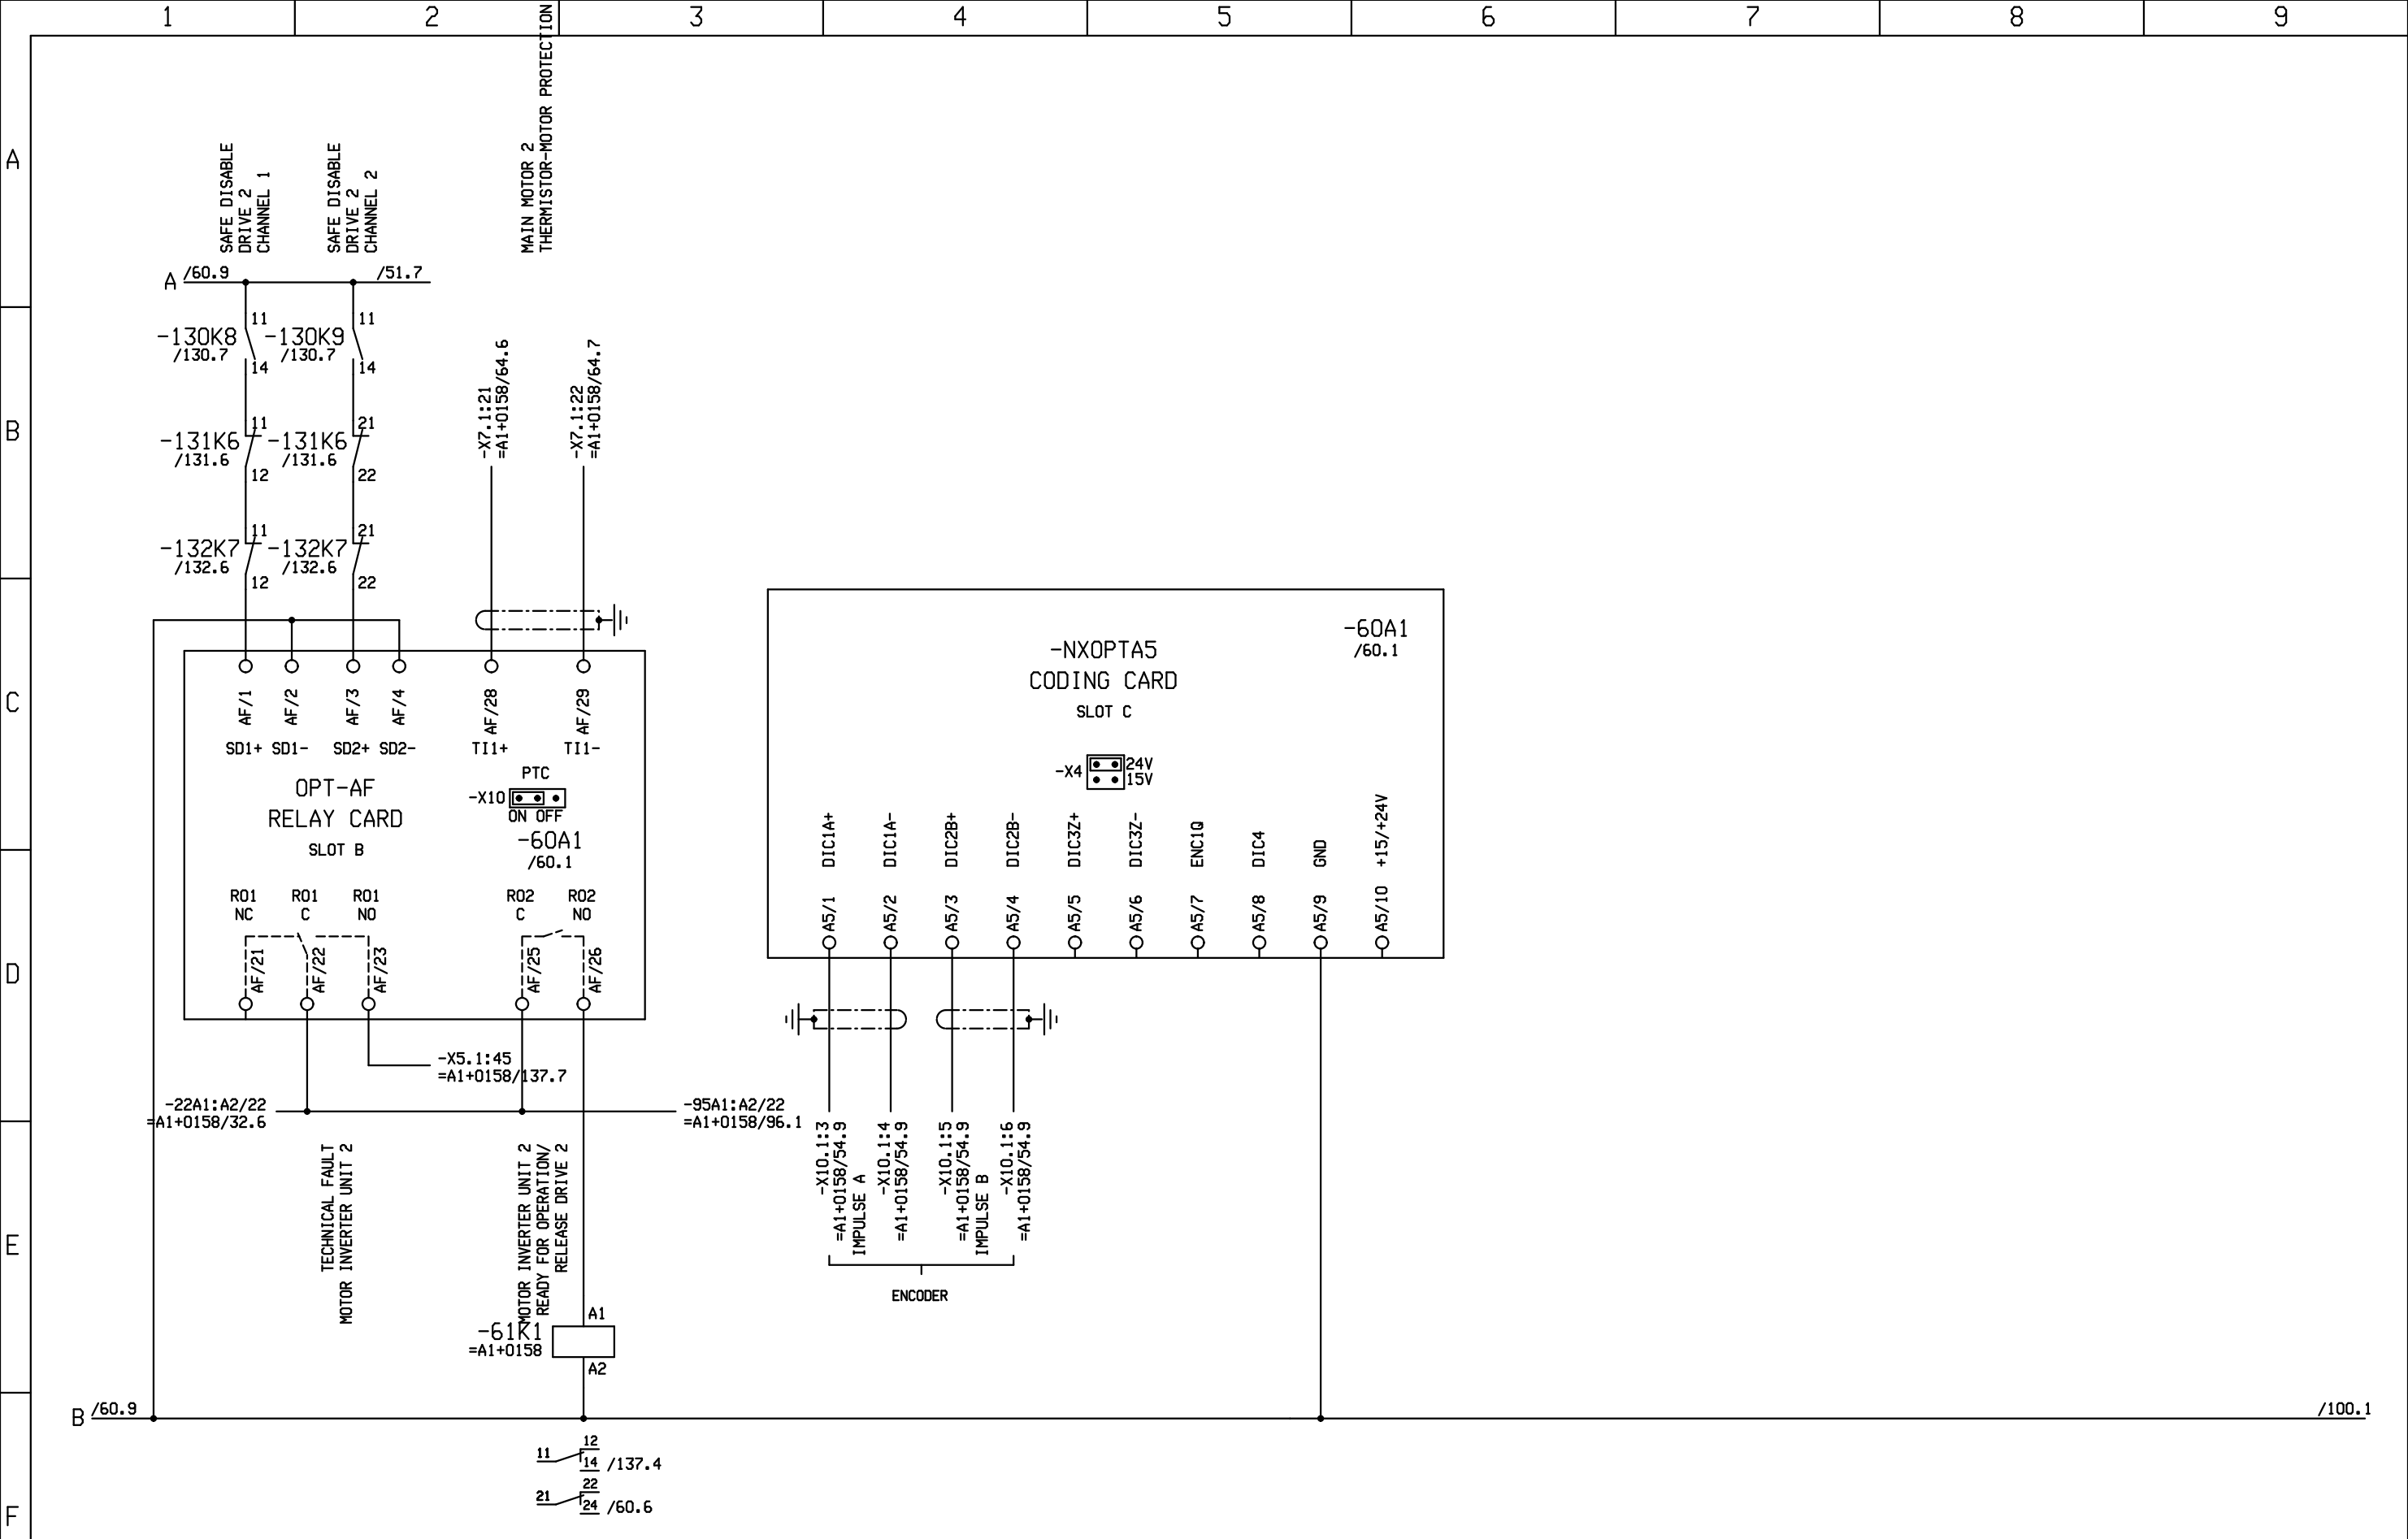 1 2 3 4 5 6 7 8 9
A
B
C
D
E
F
SAFE DISABLE
DRIVE 2
CHANNEL 1
SAFE DISABLE
DRIVE 2
CHANNEL 2
MAIN MOTOR 2
THERMISTOR-MOTOR PROTECTION
A /60.9 /51.7
11 11
-130K8 -130K9
/130.7 /130.7
14 14
-X7.1:21
=A1+0158/64.6
-X7.1:22
=A1+0158/64.7
11 21
-131K6 -131K6
/131.6 /131.6
12 22
11 21
-132K7 -132K7
/132.6 /132.6
12 22
AF/1 AF/2 AF/3 AF/4 AF/28 AF/29
SD1+ SD1- SD2+ SD2- TI1+ TI1-
PTC
OPT-AF
-X10
ON OFF
RELAY CARD
-60A1
/60.1
SLOT B
RO1 RO1 RO1 RO2 RO2
NC C NO C NO
AF/21 AF/22 AF/23 AF/25 AF/26
-X5.1:45
=A1+0158/137.7
-22A1:A2/22
=A1+0158/32.6
-95A1:A2/22
=A1+0158/96.1
TECHNICAL FAULT
MOTOR INVERTER UNIT 2
MOTOR INVERTER UNIT 2
READY FOR OPERATION/
RELEASE DRIVE 2
A1
-61K1
=A1+0158
A2
-60A1
/60.1
-NXOPTA5
CODING CARD
SLOT C
-X4
24V
15V
DIC1A+ DIC1A- DIC2B+ DIC2B- DIC3Z+ DIC3Z- ENC1Q DIC4 GND +15/+24V
A5/1 A5/2 A5/3 A5/4 A5/5 A5/6 A5/7 A5/8 A5/9 A5/10
-X10.1:3
=A1+0158/54.9
IMPULSE A
-X10.1:4
=A1+0158/54.9
-X10.1:5
=A1+0158/54.9
IMPULSE B
-X10.1:6
=A1+0158/54.9
ENCODER
B /60.9 /100.1
12
11
14 /137.4
22
21
24 /60.6